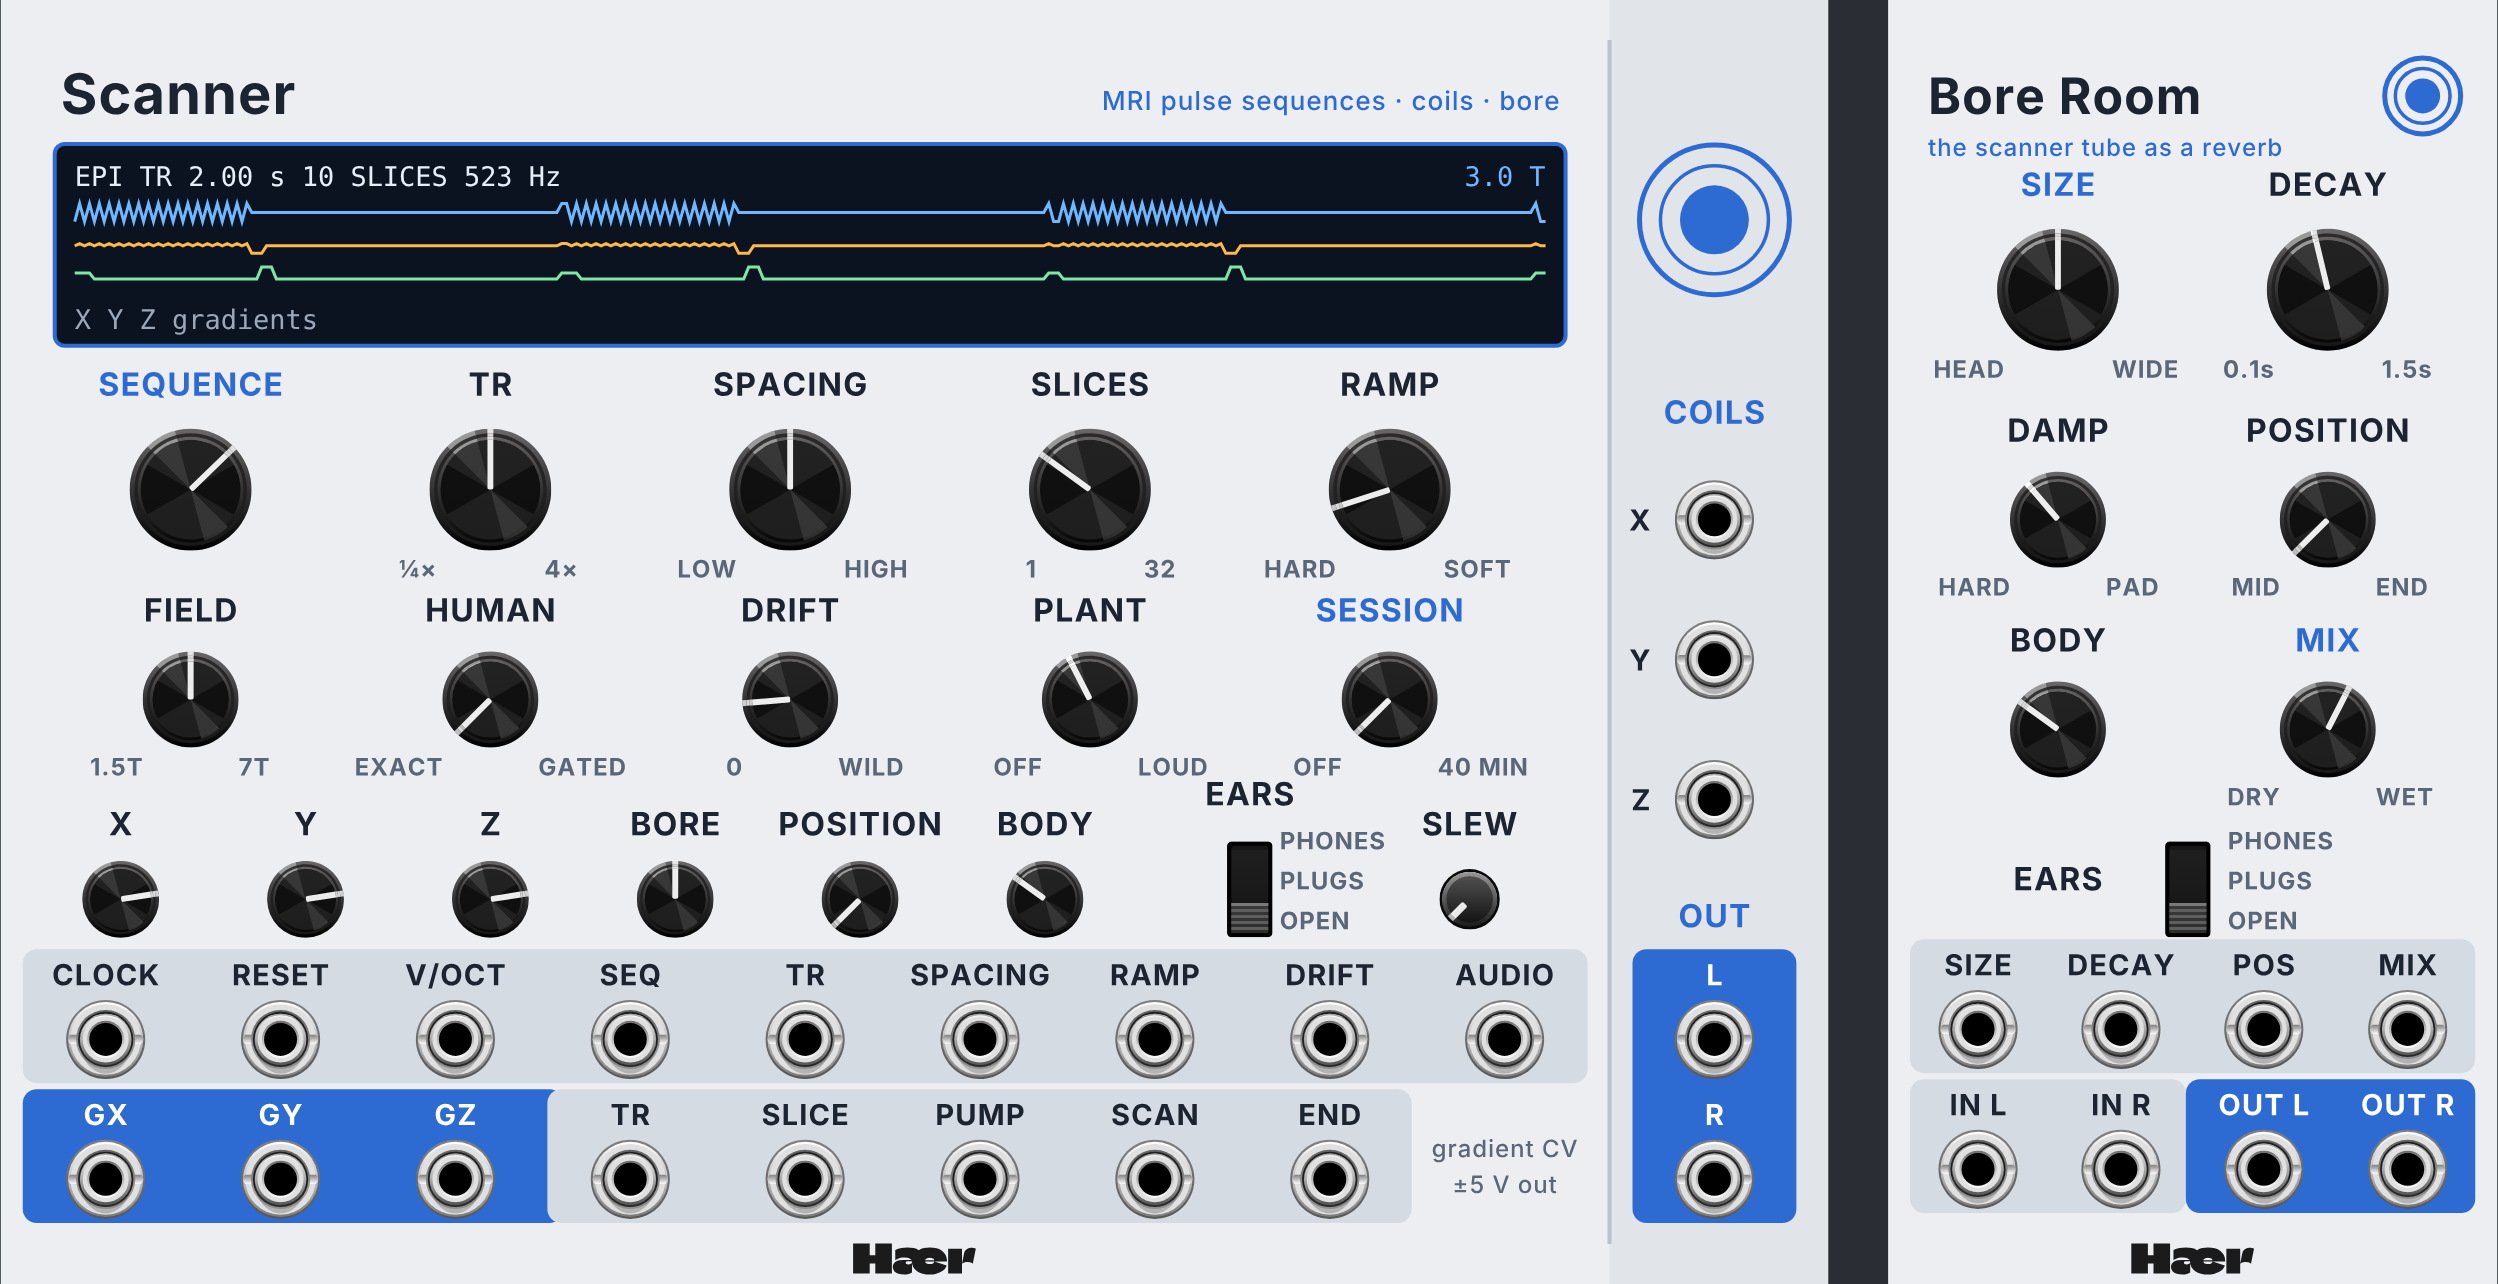 Scanner
MRI pulse sequences · coils · bore
EPI TR 2.00 s 10 SLICES 523 Hz
3.0 T
X Y Z gradients
SEQUENCE TR SPACING SLICES RAMP
¼× 4× LOW HIGH 1 32 HARD SOFT
FIELD HUMAN DRIFT PLANT SESSION
1.5T 7T EXACT GATED 0 WILD OFF LOUD OFF 40 MIN
X Y Z BORE POSITION BODY EARS SLEW
PHONES
PLUGS
OPEN
CLOCK RESET V/OCT SEQ TR SPACING RAMP DRIFT AUDIO
GX GY GZ TR SLICE PUMP SCAN END
gradient CV
±5 V out
Hær
COILS
X
Y
Z
OUT
L
R
Bore Room
the scanner tube as a reverb
SIZE DECAY
HEAD WIDE 0.1s 1.5s
DAMP POSITION
HARD PAD MID END
BODY MIX
DRY WET
EARS
PHONES
PLUGS
OPEN
SIZE DECAY POS MIX
IN L IN R OUT L OUT R
Hær